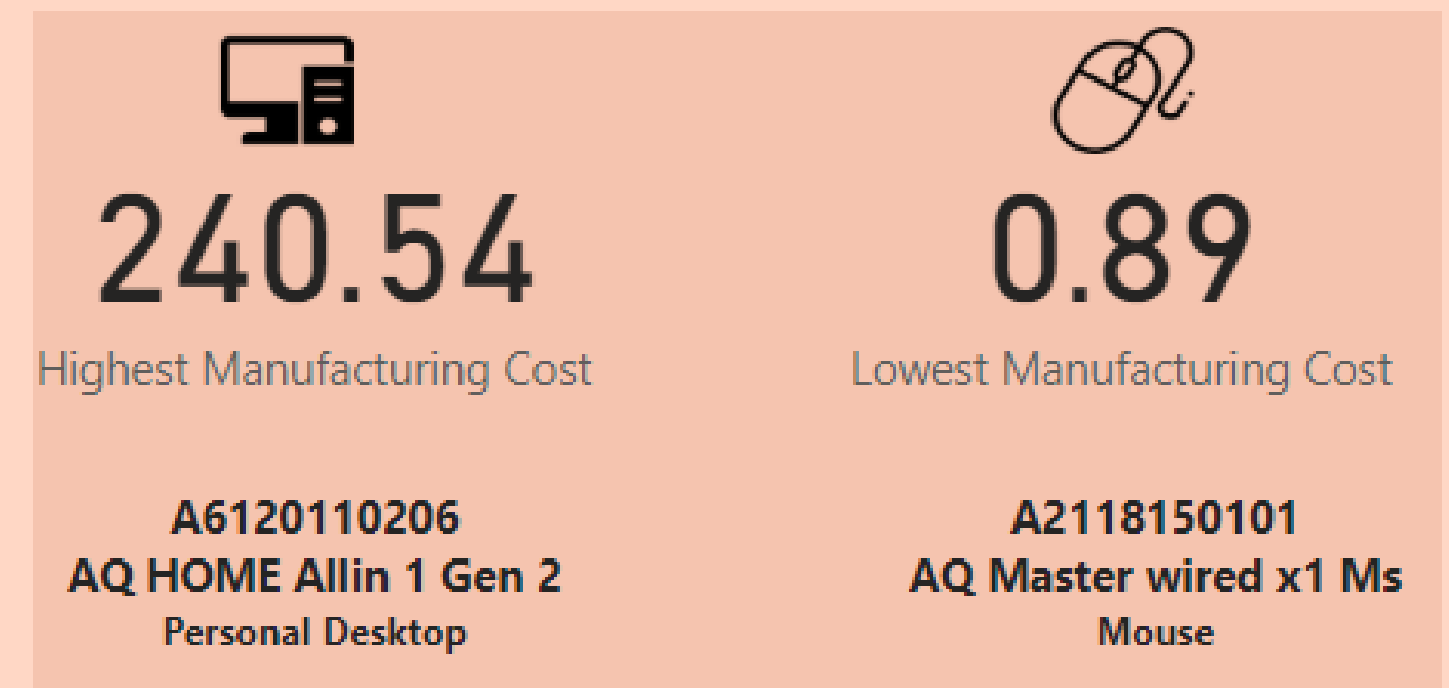 240.54
Highest Manufacturing Cost
A6120110206
AQ HOME Allin 1 Gen 2
Personal Desktop
0.89
Lowest Manufacturing Cost
A2118150101
AQ Master wired x1 Ms
Mouse